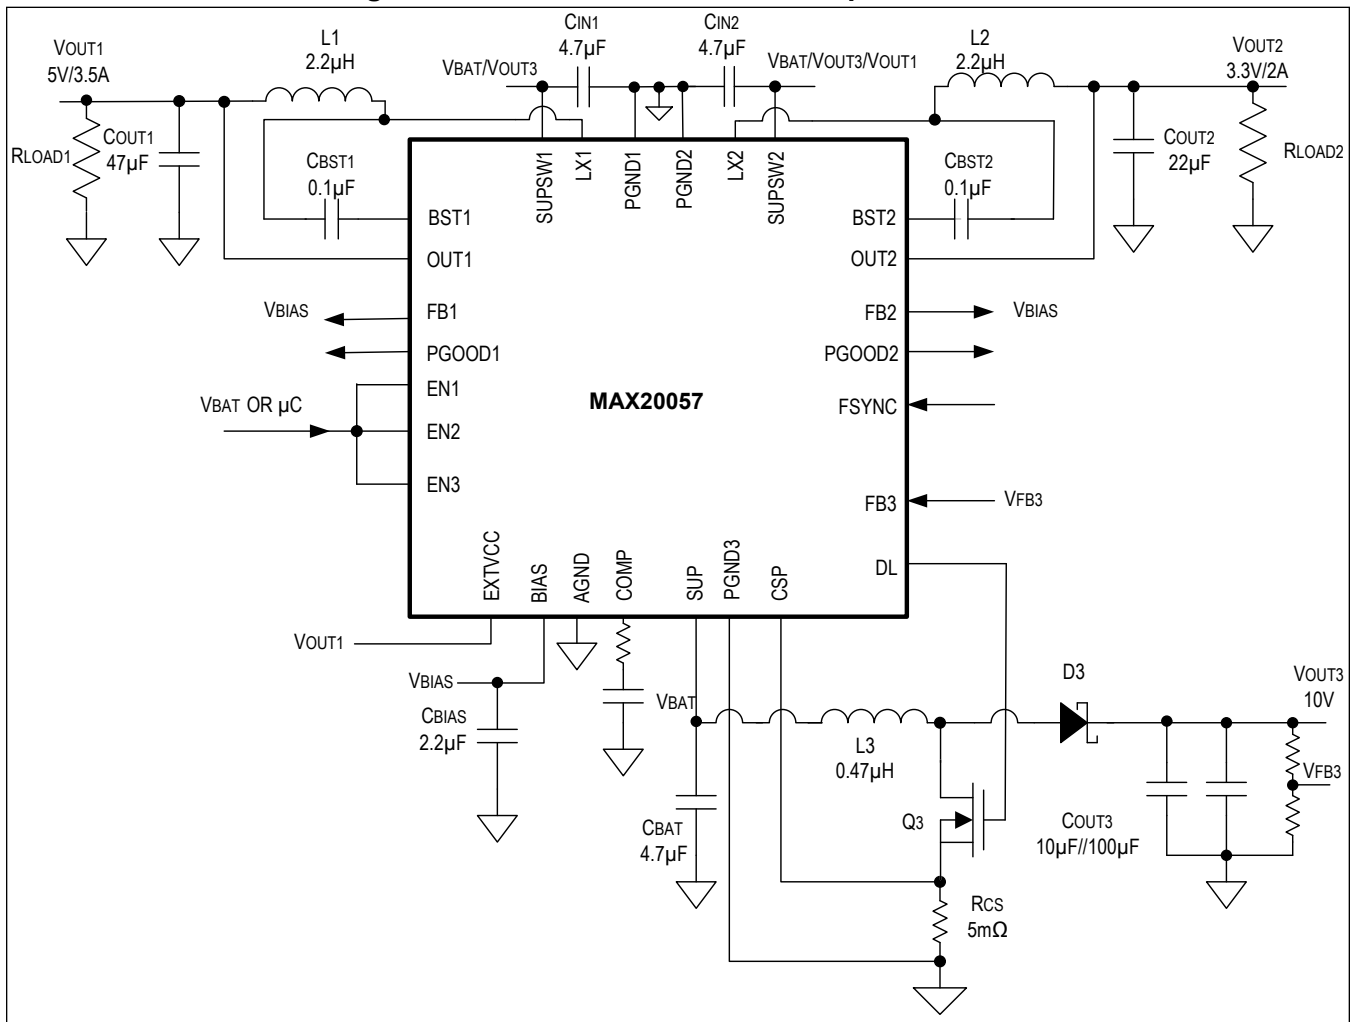 VOUT1
5V/3.5A
L1
2.2µH
CIN1
4.7µF
CIN2
4.7µF
VBAT/VOUT3
VBAT/VOUT3/VOUT1
L2
2.2µH
VOUT2
3.3V/2A
RLOAD1
COUT1
47µF
CBST1
0.1µF
SUPSW1
LX1
PGND1
PGND2
LX2
SUPSW2
CBST2
0.1µF
COUT2
22µF
RLOAD2
BST1
BST2
OUT1
OUT2
VBIAS
FB1
FB2
VBIAS
PGOOD1
PGOOD2
EN1
VBAT OR µC
MAX20057
FSYNC
EN2
EN3
FB3
VFB3
EXTVCC
BIAS
AGND
COMP
SUP
PGND3
CSP
DL
VOUT1
VBIAS
CBIAS
2.2µF
VBAT
L3
0.47µH
D3
VOUT3
10V
VFB3
CBAT
4.7µF
Q3
COUT3
10µF//100µF
RCS
5mΩ